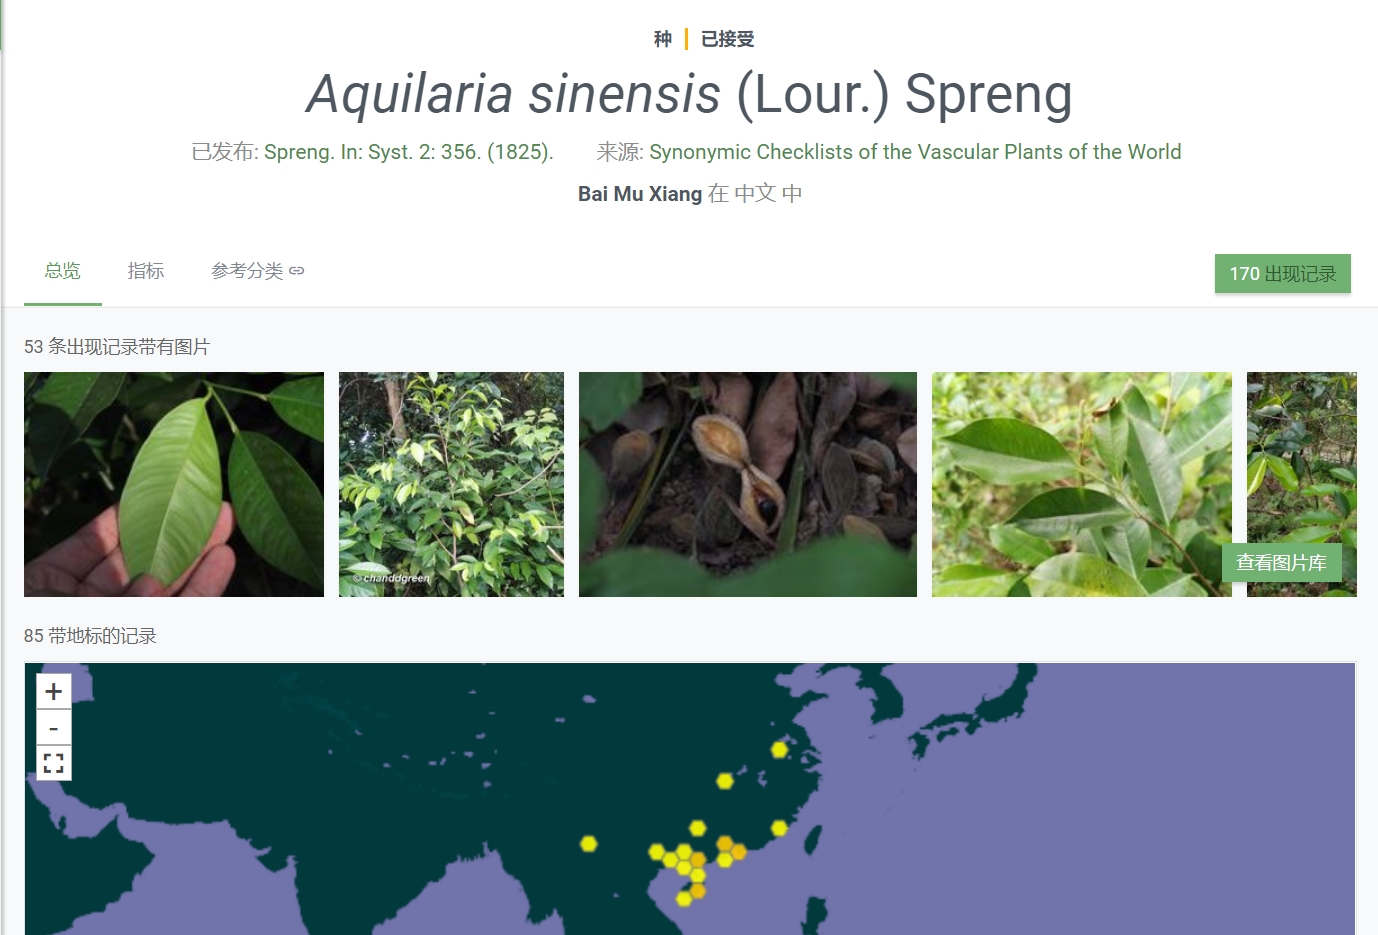 种 已接受
Aquilaria sinensis (Lour.) Spreng
已发布: Spreng. In: Syst. 2: 356. (1825). 来源: Synonymic Checklists of the Vascular Plants of the World
Bai Mu Xiang 在 中文 中
总览 指标 参考分类
170 出现记录
53 条出现记录带有图片
© chanddgreen
查看图片库
85 带地标的记录
+
-